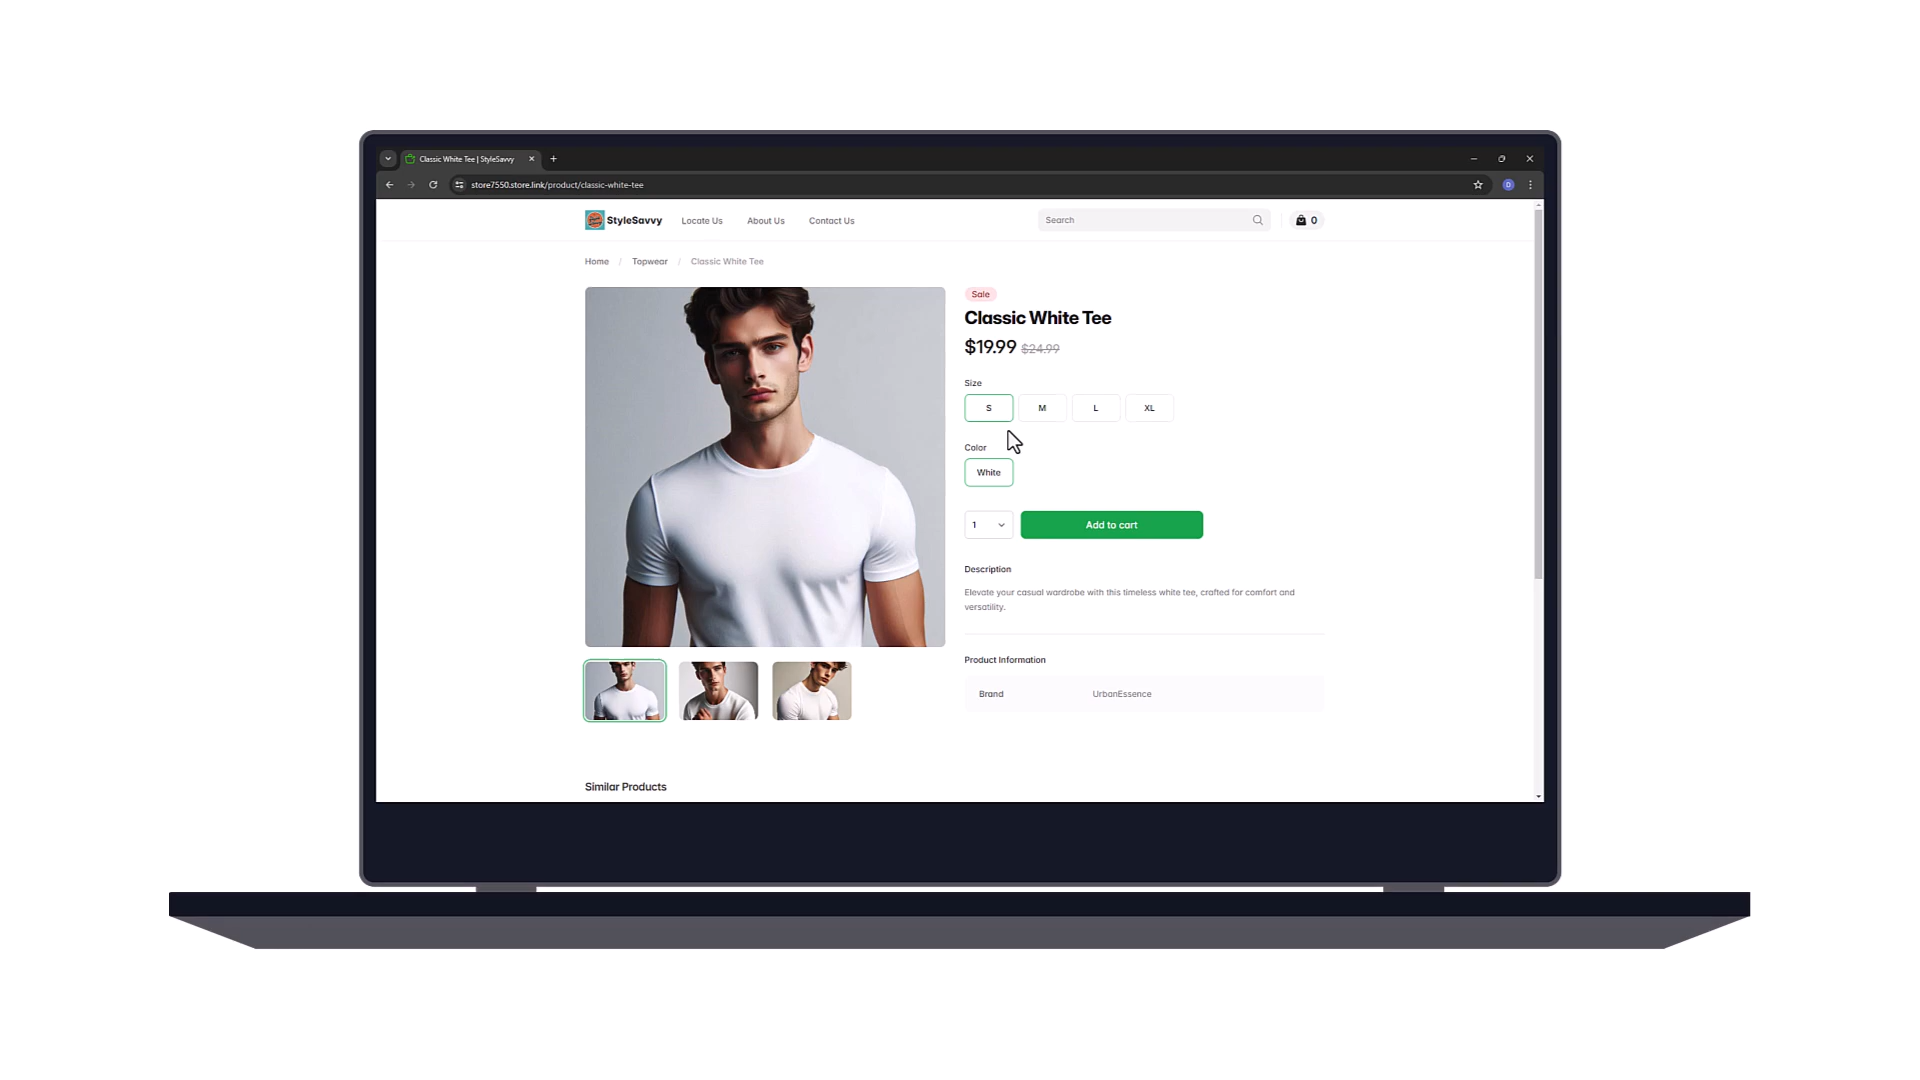 Classic White Tee | StyleSavvy
store7550.store.link/product/classic-white-tee
D
StyleSavvy
Locate Us
About Us
Contact Us
Search
0
Home / Topwear / Classic White Tee
Sale
Classic White Tee
$19.99 $24.99
Size
S
M
L
XL
Color
White
1
Add to cart
Description
Elevate your casual wardrobe with this timeless white tee, crafted for comfort and
versatility.
Product Information
Brand
UrbanEssence
Similar Products